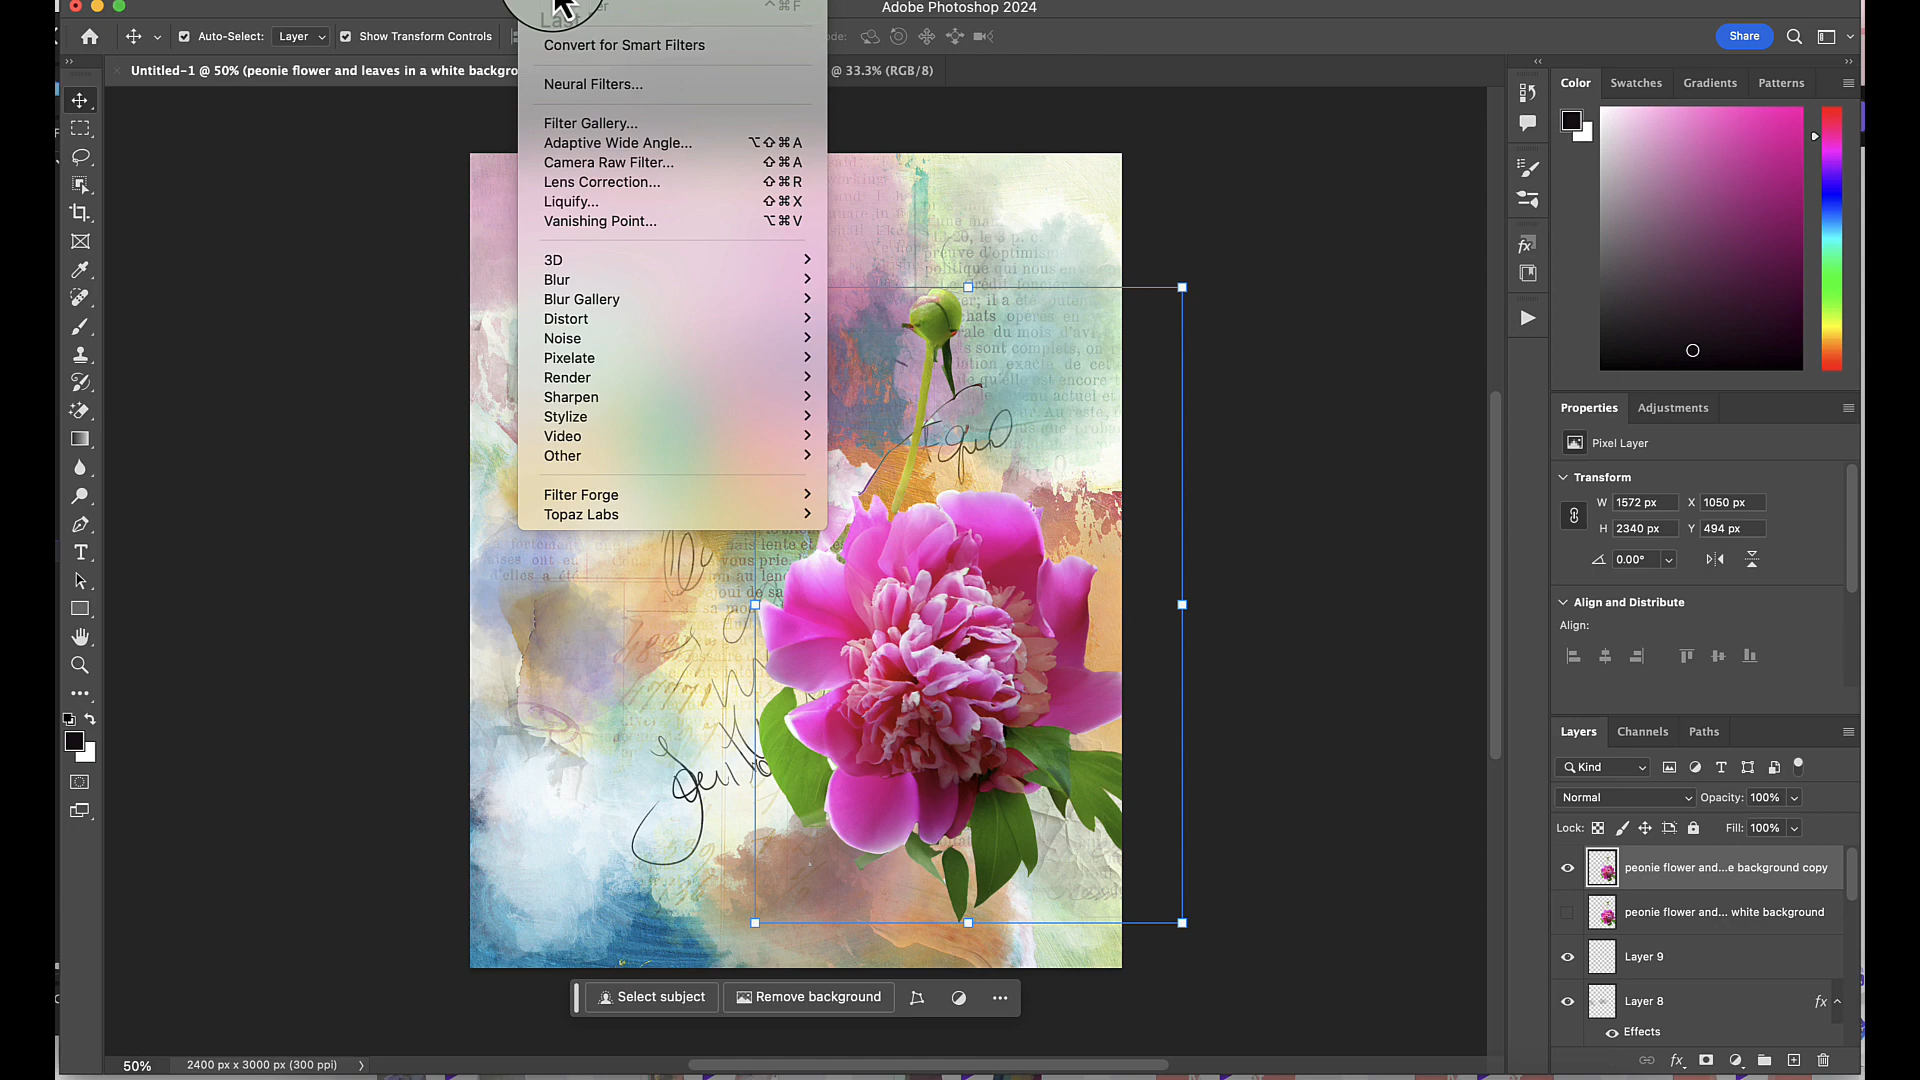 Adobe Photoshop 2024
^⌘F
Auto-Select: Layer Show Transform Controls
Share
Untitled-1 @ 50% (peonie flower and leaves in a white backgro
@ 33.3% (RGB/8)
Convert for Smart Filters
Neural Filters...
Filter Gallery...
Adaptive Wide Angle... ⌥⇧⌘A
Camera Raw Filter... ⇧⌘A
Lens Correction... ⇧⌘R
Liquify... ⇧⌘X
Vanishing Point... ⌥⌘V
3D
Blur
Blur Gallery
Distort
Noise
Pixelate
Render
Sharpen
Stylize
Video
Other
Filter Forge
Topaz Labs
Color Swatches Gradients Patterns
Properties Adjustments
Pixel Layer
Transform
W 1572 px X 1050 px
H 2340 px Y 494 px
0.00°
Align and Distribute
Align:
Layers Channels Paths
Kind
Normal Opacity: 100%
Lock: Fill: 100%
peonie flower and...e background copy
peonie flower and... white background
Layer 9
Layer 8 fx
Effects
Select subject Remove background
50% 2400 px x 3000 px (300 ppi)